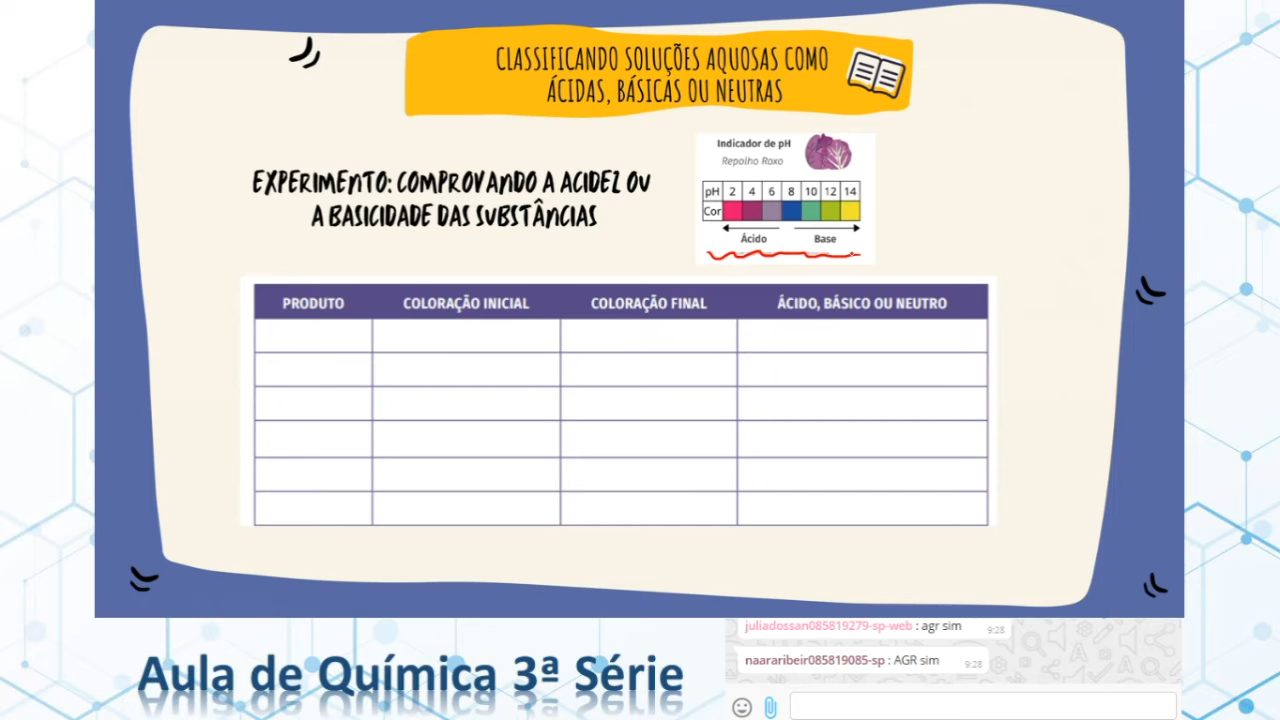 CLASSIFICANDO SOLUÇÕES AQUOSAS COMO
ÁCIDAS, BÁSICAS OU NEUTRAS
EXPERIMENTO: COMPROVANDO A ACIDEZ OU
A BASICIDADE DAS SUBSTÂNCIAS
Indicador de pH
Repolho Roxo
pH 2 4 6 8 10 12 14
Cor
Ácido Base
PRODUTO COLORAÇÃO INICIAL COLORAÇÃO FINAL ÁCIDO, BÁSICO OU NEUTRO
Aula de Química 3ª Série
juliadossan085819279-sp-web : agr sim 9:28
naararibeir085819085-sp : AGR sim 9:28